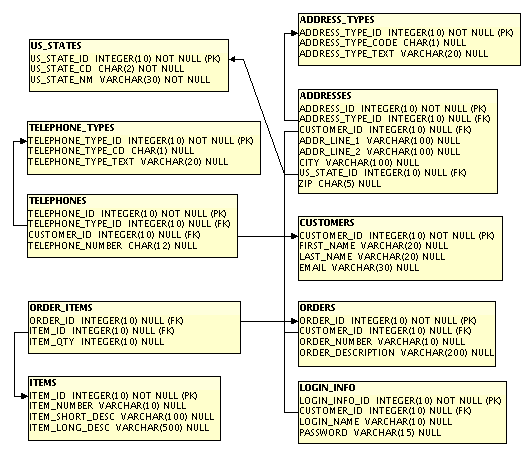 US_STATES
US_STATE_ID INTEGER(10) NOT NULL (PK)
US_STATE_CD CHAR(2) NOT NULL
US_STATE_NM VARCHAR(30) NOT NULL
TELEPHONE_TYPES
TELEPHONE_TYPE_ID INTEGER(10) NOT NULL (PK)
TELEPHONE_TYPE_CD CHAR(1) NULL
TELEPHONE_TYPE_TEXT VARCHAR(20) NULL
TELEPHONES
TELEPHONE_ID INTEGER(10) NOT NULL (PK)
TELEPHONE_TYPE_ID INTEGER(10) NULL (FK)
CUSTOMER_ID INTEGER(10) NULL (FK)
TELEPHONE_NUMBER CHAR(12) NULL
ORDER_ITEMS
ORDER_ID INTEGER(10) NULL (FK)
ITEM_ID INTEGER(10) NULL (FK)
ITEM_QTY INTEGER(10) NULL
ITEMS
ITEM_ID INTEGER(10) NOT NULL (PK)
ITEM_NUMBER VARCHAR(10) NULL
ITEM_SHORT_DESC VARCHAR(100) NULL
ITEM_LONG_DESC VARCHAR(500) NULL
ADDRESS_TYPES
ADDRESS_TYPE_ID INTEGER(10) NOT NULL (PK)
ADDRESS_TYPE_CODE CHAR(1) NULL
ADDRESS_TYPE_TEXT VARCHAR(20) NULL
ADDRESSES
ADDRESS_ID INTEGER(10) NOT NULL (PK)
ADDRESS_TYPE_ID INTEGER(10) NULL (FK)
CUSTOMER_ID INTEGER(10) NULL (FK)
ADDR_LINE_1 VARCHAR(100) NULL
ADDR_LINE_2 VARCHAR(100) NULL
CITY VARCHAR(100) NULL
US_STATE_ID INTEGER(10) NULL (FK)
ZIP CHAR(5) NULL
CUSTOMERS
CUSTOMER_ID INTEGER(10) NOT NULL (PK)
FIRST_NAME VARCHAR(20) NULL
LAST_NAME VARCHAR(20) NULL
EMAIL VARCHAR(30) NULL
ORDERS
ORDER_ID INTEGER(10) NOT NULL (PK)
CUSTOMER_ID INTEGER(10) NULL (FK)
ORDER_NUMBER VARCHAR(10) NULL
ORDER_DESCRIPTION VARCHAR(200) NULL
LOGIN_INFO
LOGIN_INFO_ID INTEGER(10) NOT NULL (PK)
CUSTOMER_ID INTEGER(10) NULL (FK)
LOGIN_NAME VARCHAR(10) NULL
PASSWORD VARCHAR(15) NULL